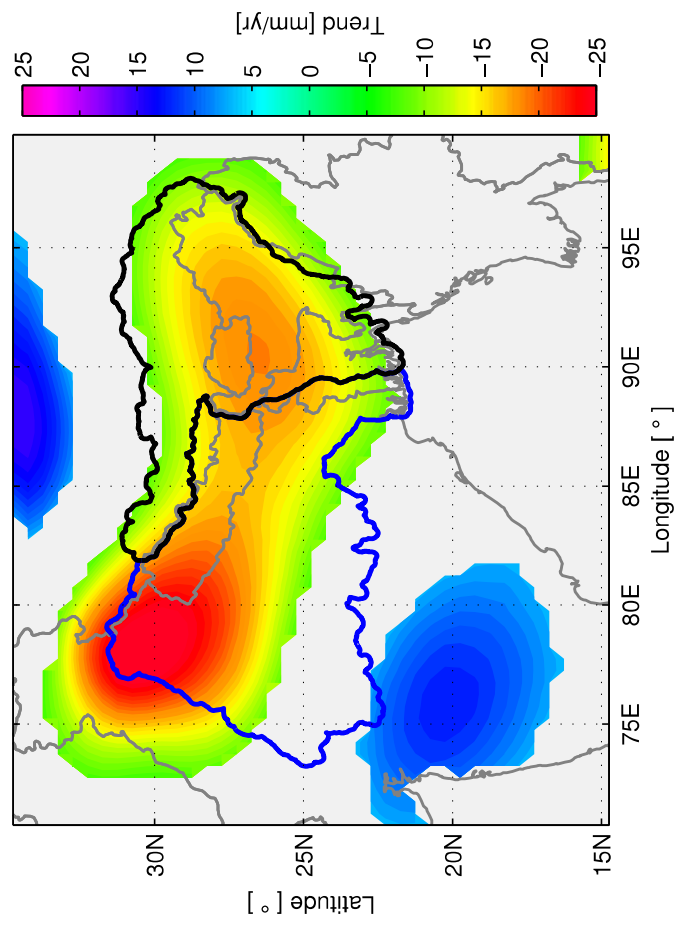 Trend [ mm/yr]
25
20
15
10
5
0
−5
−10
−15
−20
−25
95E
90E
85E
80E
75E
Longitude [ ° ]
30N
25N
20N
15N
Latitude [ ° ]